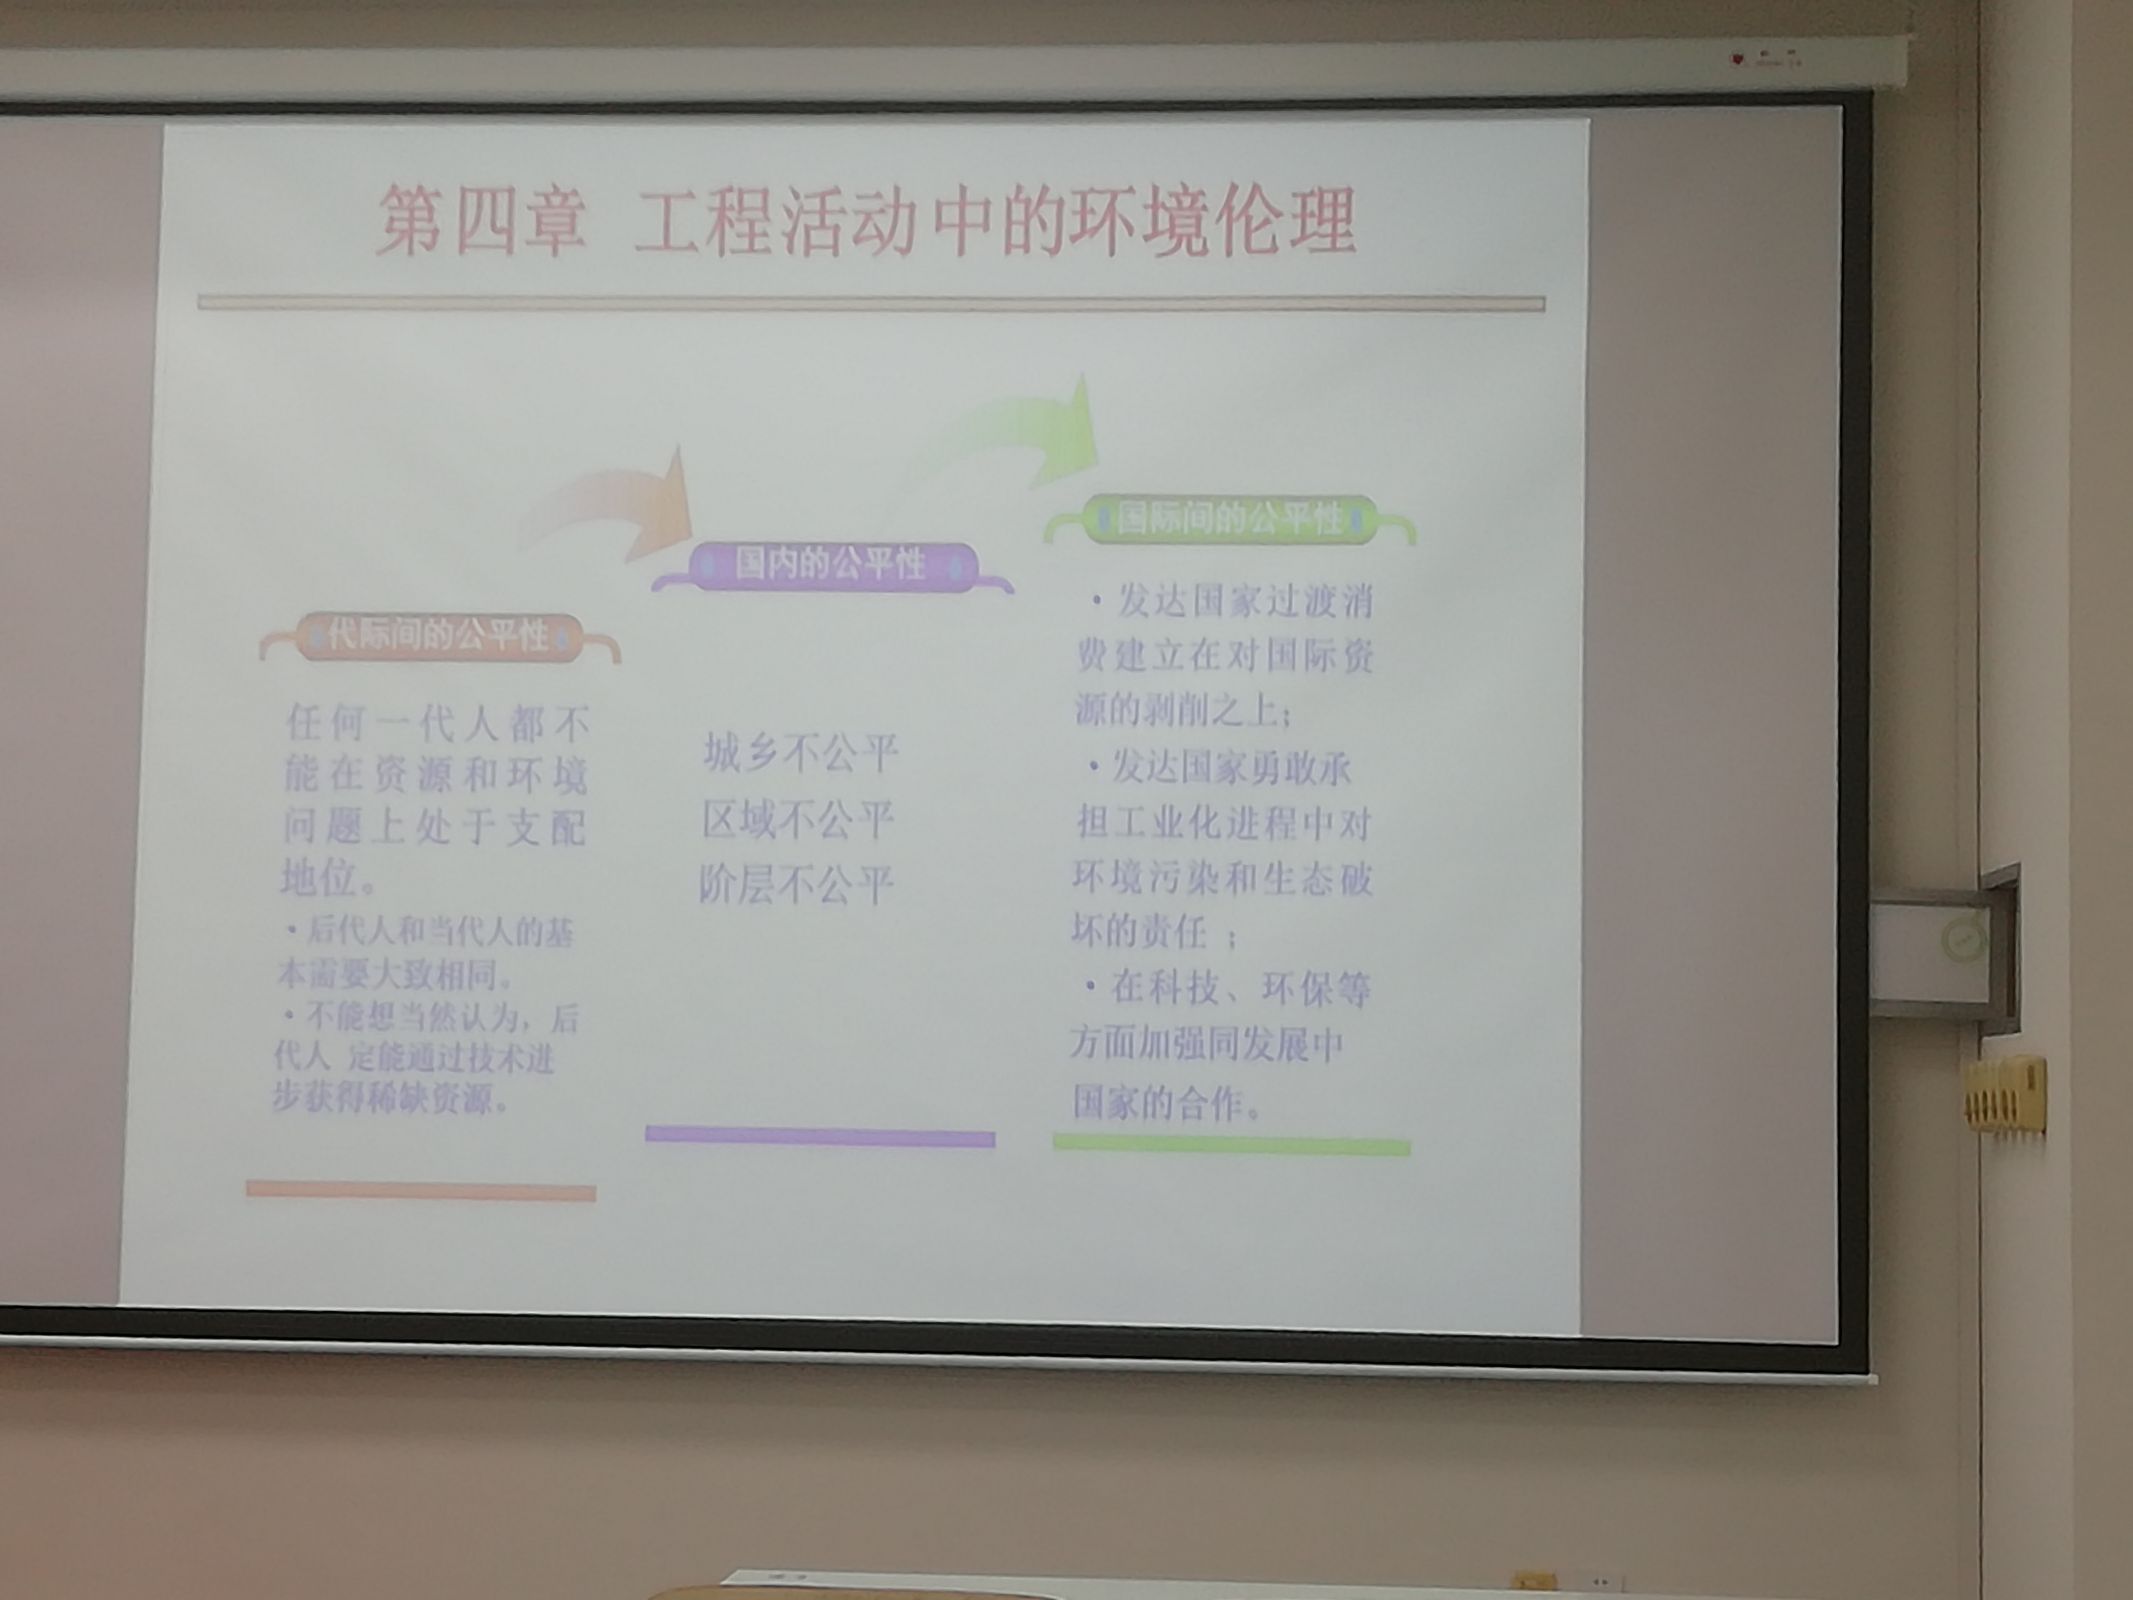 第四章 工程活动中的环境伦理
代际间的公平性
任何一代人都不
能在资源和环境
问题上处于支配
地位。
·后代人和当代人的基
本需要大致相同。
·不能想当然认为，后
代人 定能通过技术进
步获得稀缺资源。
国内的公平性
城乡不公平
区域不公平
阶层不公平
国际间的公平性
·发达国家过渡消
费建立在对国际资
源的剥削之上；
·发达国家勇敢承
担工业化进程中对
环境污染和生态破
坏的责任 ；
·在科技、环保等
方面加强同发展中
国家的合作。